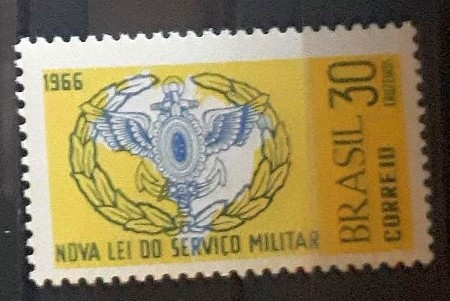 1966
NOVA LEI DO SERVIÇO MILITAR
BRASIL 30
CORREIO CRUZEIROS